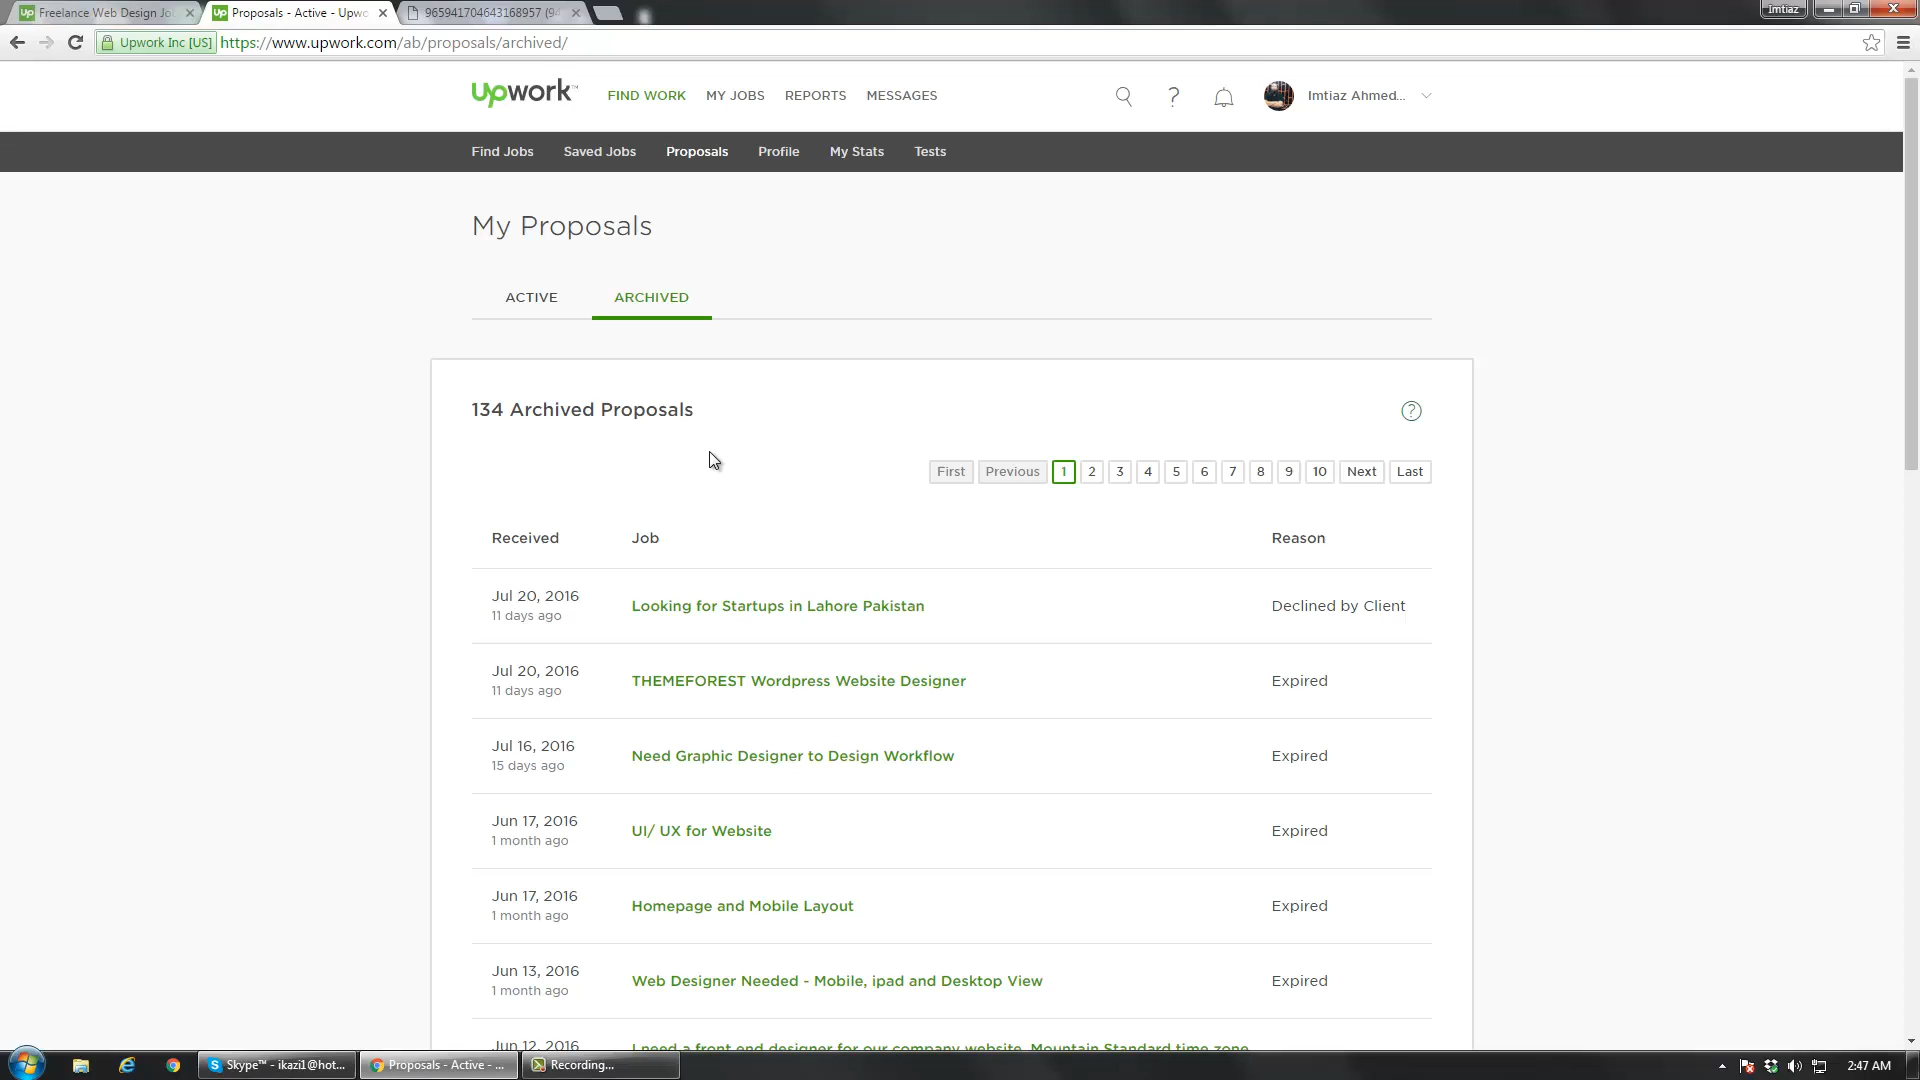 Freelance Web Design Jo
Proposals - Active - Upwo
965941704643168957 (94
Imtiaz
Upwork Inc [US]
https://www.upwork.com/ab/proposals/archived/
upwork™
FIND WORK
MY JOBS
REPORTS
MESSAGES
?
Imtiaz Ahmed...
Find Jobs
Saved Jobs
Proposals
Profile
My Stats
Tests
My Proposals
ACTIVE
ARCHIVED
134 Archived Proposals
?
First
Previous
1
2
3
4
5
6
7
8
9
10
Next
Last
Received
Job
Reason
Jul 20, 2016
11 days ago
Looking for Startups in Lahore Pakistan
Declined by Client
Jul 20, 2016
11 days ago
THEMEFOREST Wordpress Website Designer
Expired
Jul 16, 2016
15 days ago
Need Graphic Designer to Design Workflow
Expired
Jun 17, 2016
1 month ago
UI/ UX for Website
Expired
Jun 17, 2016
1 month ago
Homepage and Mobile Layout
Expired
Jun 13, 2016
1 month ago
Web Designer Needed - Mobile, ipad and Desktop View
Expired
Jun 12, 2016
I need a front end designer for our company website, Mountain Standard time zone
Skype™ - ikazi1@hot...
Proposals - Active - ...
Recording...
2:47 AM